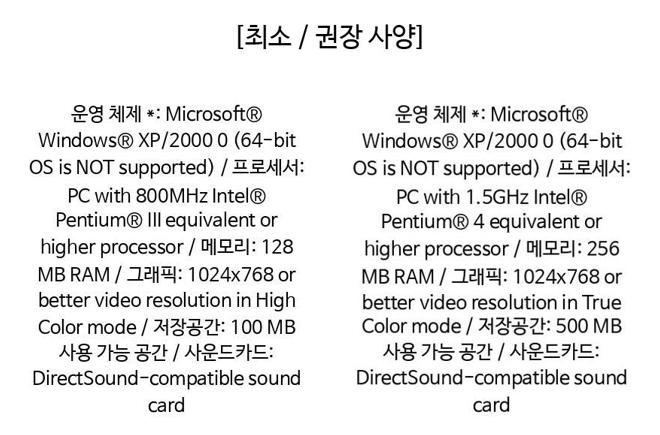 [최소 / 권장 사양]
운영 체제 *: Microsoft®
Windows® XP/2000 0 (64-bit
OS is NOT supported) / 프로세서:
PC with 800MHz Intel®
Pentium® III equivalent or
higher processor / 메모리: 128
MB RAM / 그래픽: 1024x768 or
better video resolution in High
Color mode / 저장공간: 100 MB
사용 가능 공간 / 사운드카드:
DirectSound-compatible sound
card
운영 체제 *: Microsoft®
Windows® XP/2000 0 (64-bit
OS is NOT supported) / 프로세서:
PC with 1.5GHz Intel®
Pentium® 4 equivalent or
higher processor / 메모리: 256
MB RAM / 그래픽: 1024x768 or
better video resolution in True
Color mode / 저장공간: 500 MB
사용 가능 공간 / 사운드카드:
DirectSound-compatible sound
card